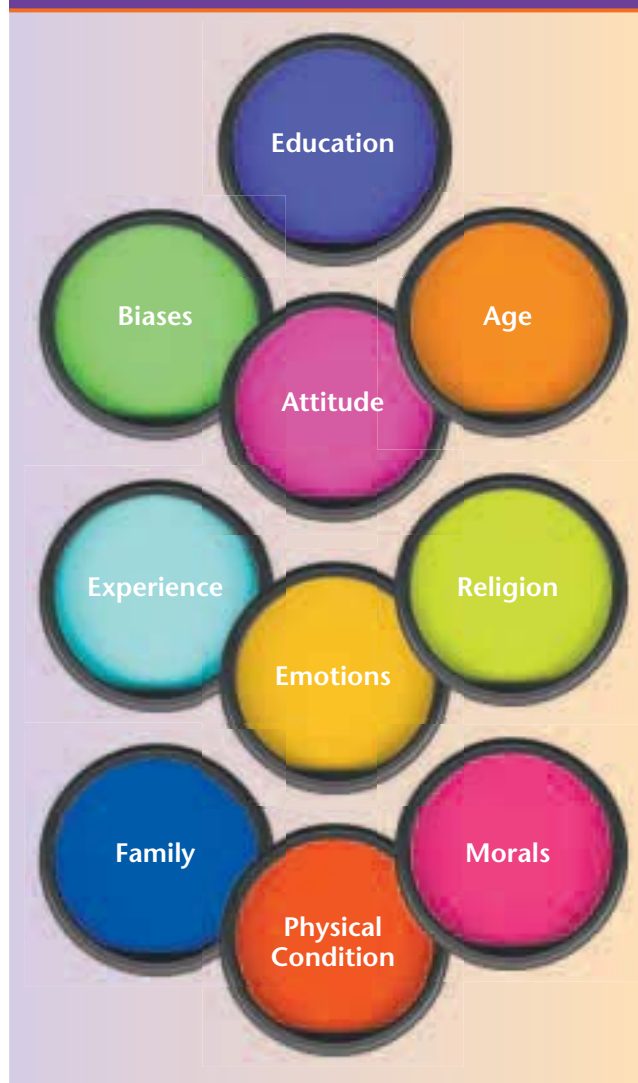 Education
Biases
Age
Attitude
Experience
Religion
Emotions
Family
Morals
Physical
Condition